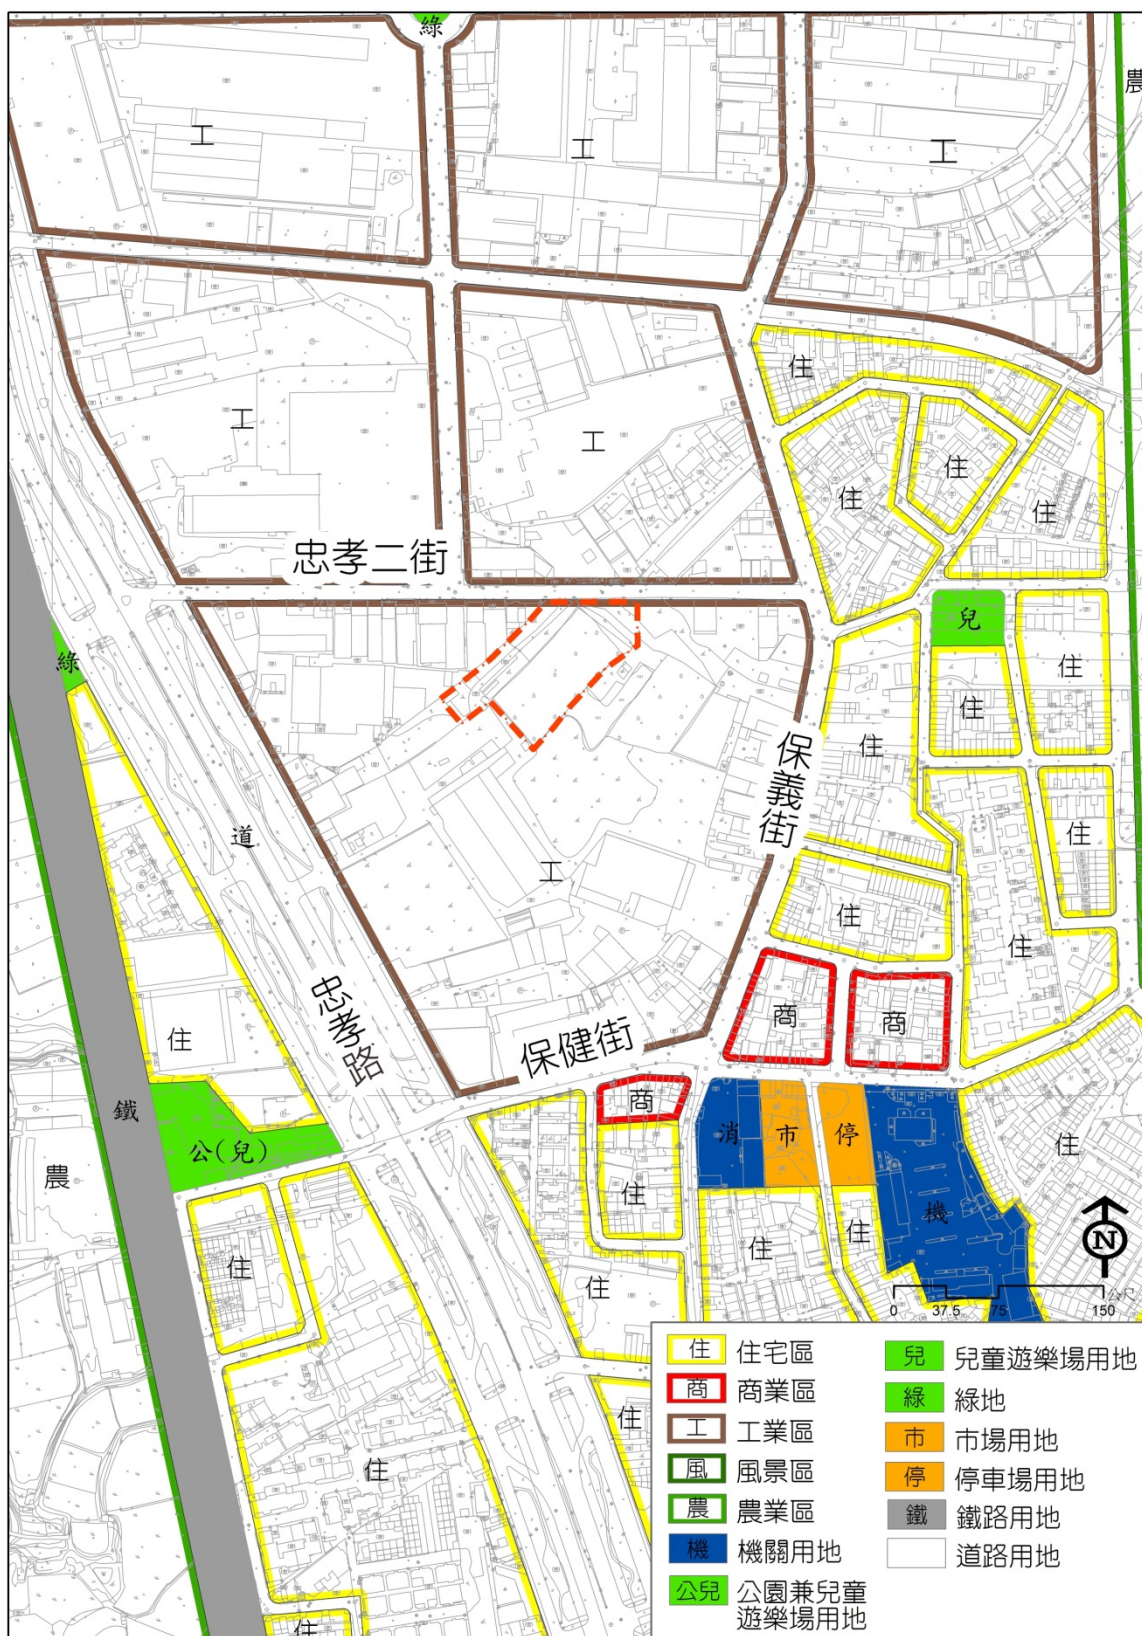 綠
農
工
工
工
住
工
工
住
住
住
忠孝二街
兒
綠
住
住
保義街
住
道
住
工
住
住
忠孝路
商
商
住
保健街
商
鐵
消
市
停
公(兒)
住
農
住
機
住
住
N
住
住
公尺
0
37.5
75
150
住
住
住
住 住宅區
商 商業區
工 工業區
風 風景區
農 農業區
機 機關用地
公兒 公園兼兒童
遊樂場用地
兒 兒童遊樂場用地
綠 綠地
市 市場用地
停 停車場用地
鐵 鐵路用地
道路用地